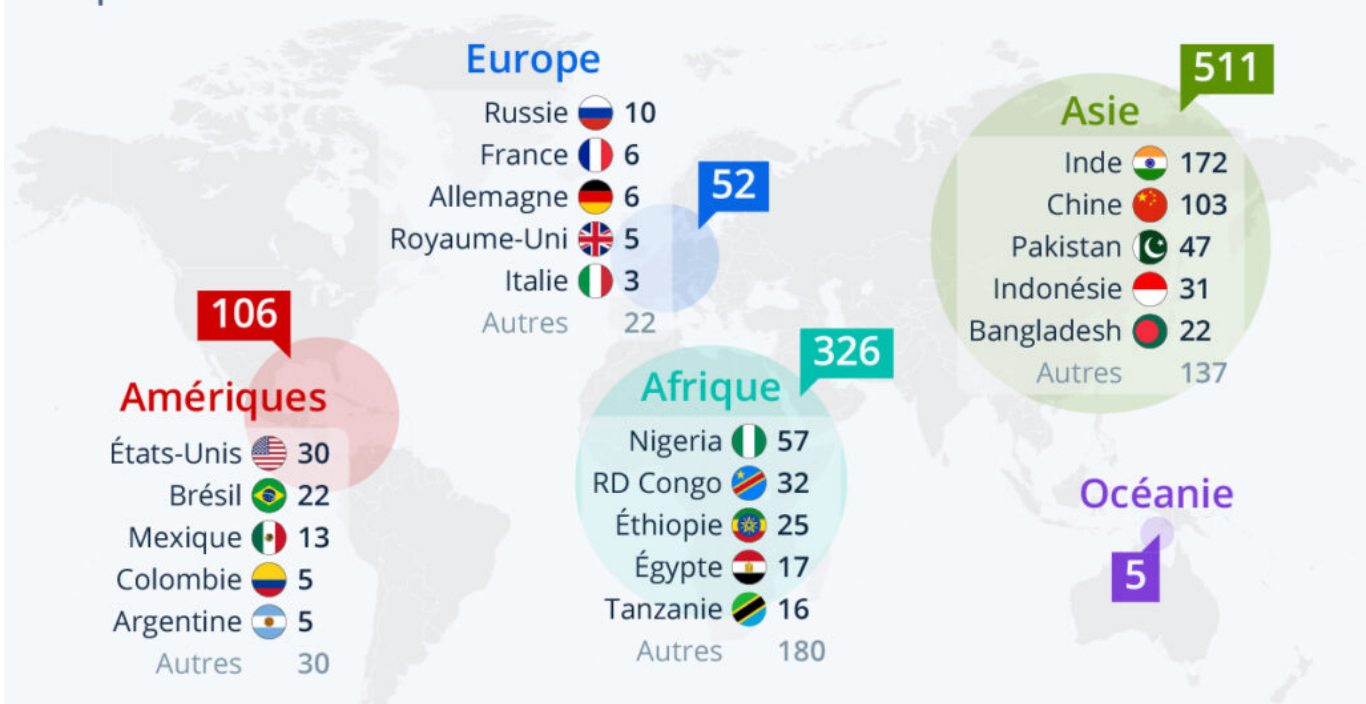 Europe
Russie 10
France 6
Allemagne 6
Royaume-Uni 5
Italie 3
Autres 22
52
Asie
511
Inde 172
Chine 103
Pakistan 47
Indonésie 31
Bangladesh 22
Autres 137
106
Amériques
États-Unis 30
Brésil 22
Mexique 13
Colombie 5
Argentine 5
Autres 30
326
Afrique
Nigeria 57
RD Congo 32
Éthiopie 25
Égypte 17
Tanzanie 16
Autres 180
Océanie
5